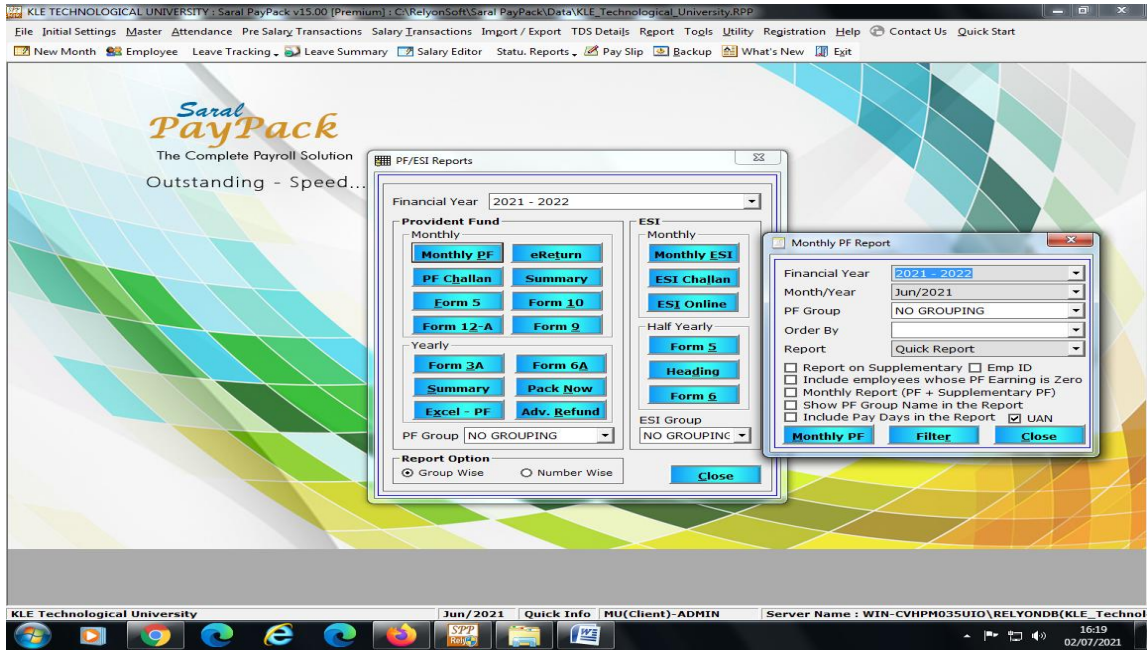 KLE TECHNOLOGICAL UNIVERSITY : Saral PayPack v15.00 [Premium] : C:\RelyonSoft\Saral PayPack\Data\KLE_Technological_University.RPP
File Initial Settings Master Attendance Pre Salary Transactions Salary Transactions Import / Export TDS Details Report Tools Utility Registration Help Contact Us Quick Start
New Month Employee Leave Tracking Leave Summary Salary Editor Statu. Reports Pay Slip Backup What's New Exit
Saral
PayPack
The Complete Payroll Solution
Outstanding - Speed...
PF/ESI Reports
Financial Year 2021 - 2022
Provident Fund
Monthly
Monthly PF eReturn
PF Challan Summary
Form 5 Form 10
Form 12-A Form 9
Yearly
Form 3A Form 6A
Summary Pack Now
Excel - PF Adv. Refund
PF Group NO GROUPING
ESI
Monthly
Monthly ESI
ESI Challan
ESI Online
Half Yearly
Form 5
Heading
Form 6
ESI Group
NO GROUPING
Report Option
Group Wise Number Wise
Close
Monthly PF Report
Financial Year 2021 - 2022
Month/Year Jun/2021
PF Group NO GROUPING
Order By
Report Quick Report
Report on Supplementary Emp ID
Include employees whose PF Earning is Zero
Monthly Report (PF + Supplementary PF)
Show PF Group Name in the Report
Include Pay Days in the Report UAN
Monthly PF Filter Close
KLE Technological University Jun/2021 Quick Info MU(Client)-ADMIN Server Name : WIN-CVHPM035UIO\RELYONDB(KLE_Technol
SPP
Relyon
16:19
02/07/2021